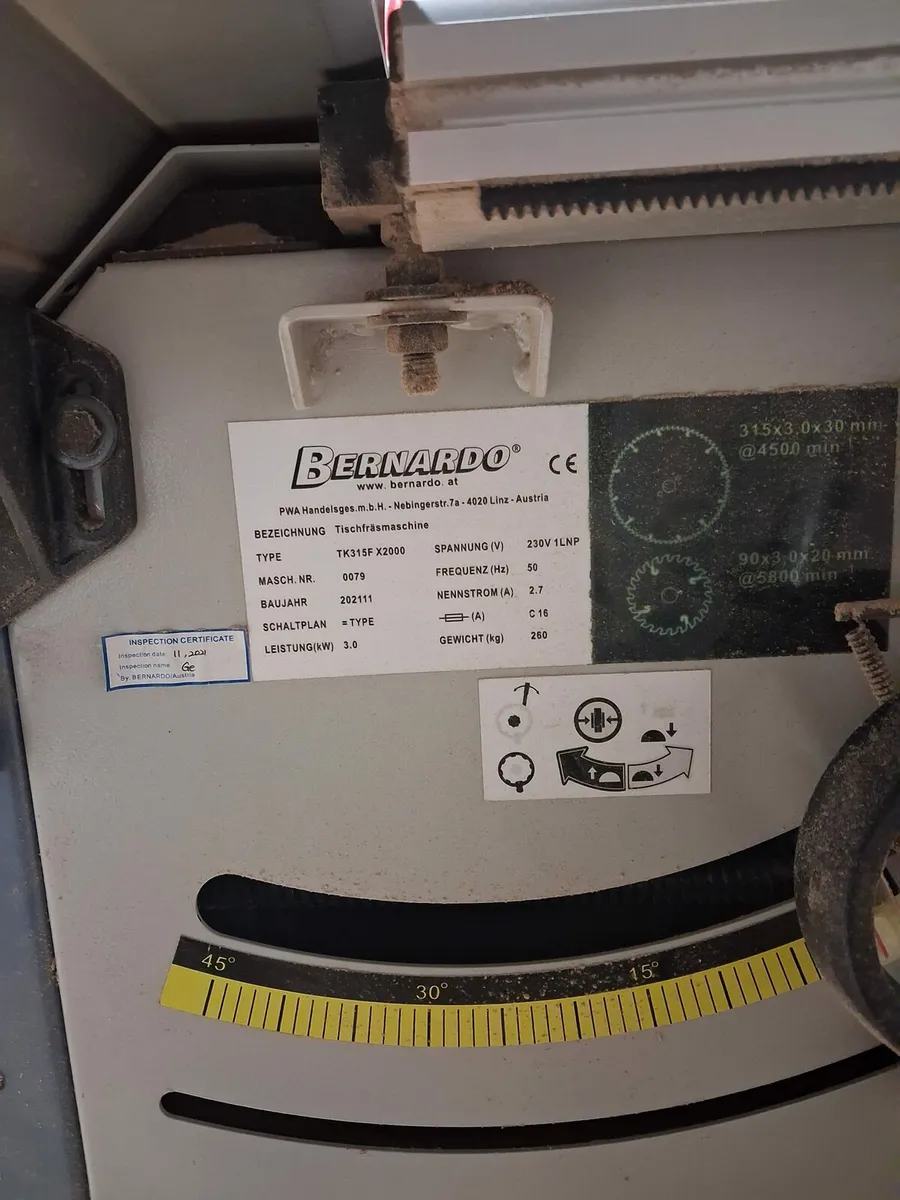 BERNARDO®
CE
www. bernardo. at
PWA Handelsges.m.b.H. - Nebingerstr.7a - 4020 Linz - Austria
BEZEICHNUNG Tischfräsmaschine
TYPE TK315F X2000 SPANNUNG (V) 230V 1LNP
MASCH. NR. 0079 FREQUENZ (Hz) 50
BAUJAHR 202111 NENNSTROM (A) 2.7
SCHALTPLAN = TYPE (A) C 16
LEISTUNG(kW) 3.0 GEWICHT (kg) 260
315x3,0x30 mm
@4500 min
90x3,0x20 mm
@5800 min
INSPECTION CERTIFICATE
Inspection date: 11, 2021
Inspection name: Ge
By: BERNARDO/Austria
45° 30° 15°